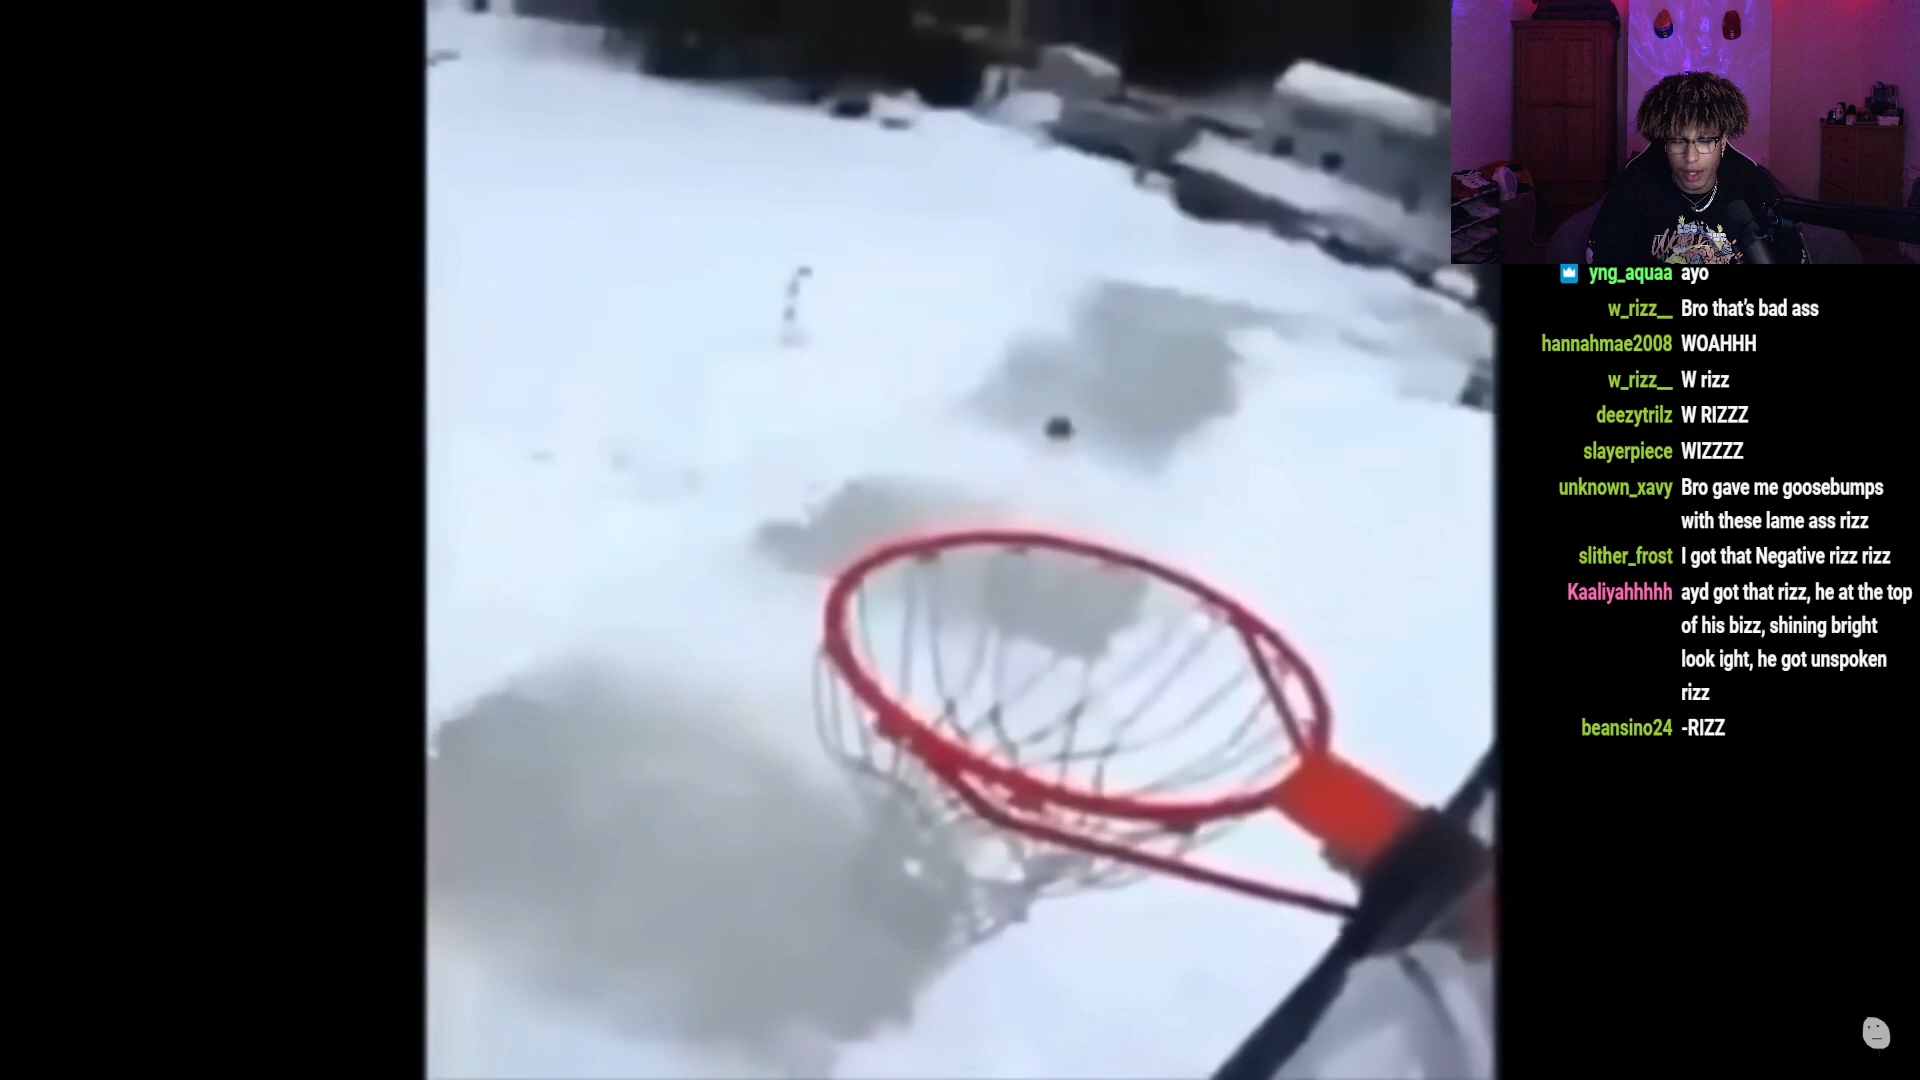 yng_aquaa ayo
w_rizz__ Bro that's bad ass
hannahmae2008 WOAHHH
w_rizz__ W rizz
deezytrilz W RIZZZ
slayerpiece WIZZZZ
unknown_xavy Bro gave me goosebumps
with these lame ass rizz
slither_frost I got that Negative rizz rizz
Kaaliyahhhhh ayd got that rizz, he at the top
of his bizz, shining bright
look ight, he got unspoken
rizz
beansino24 -RIZZ